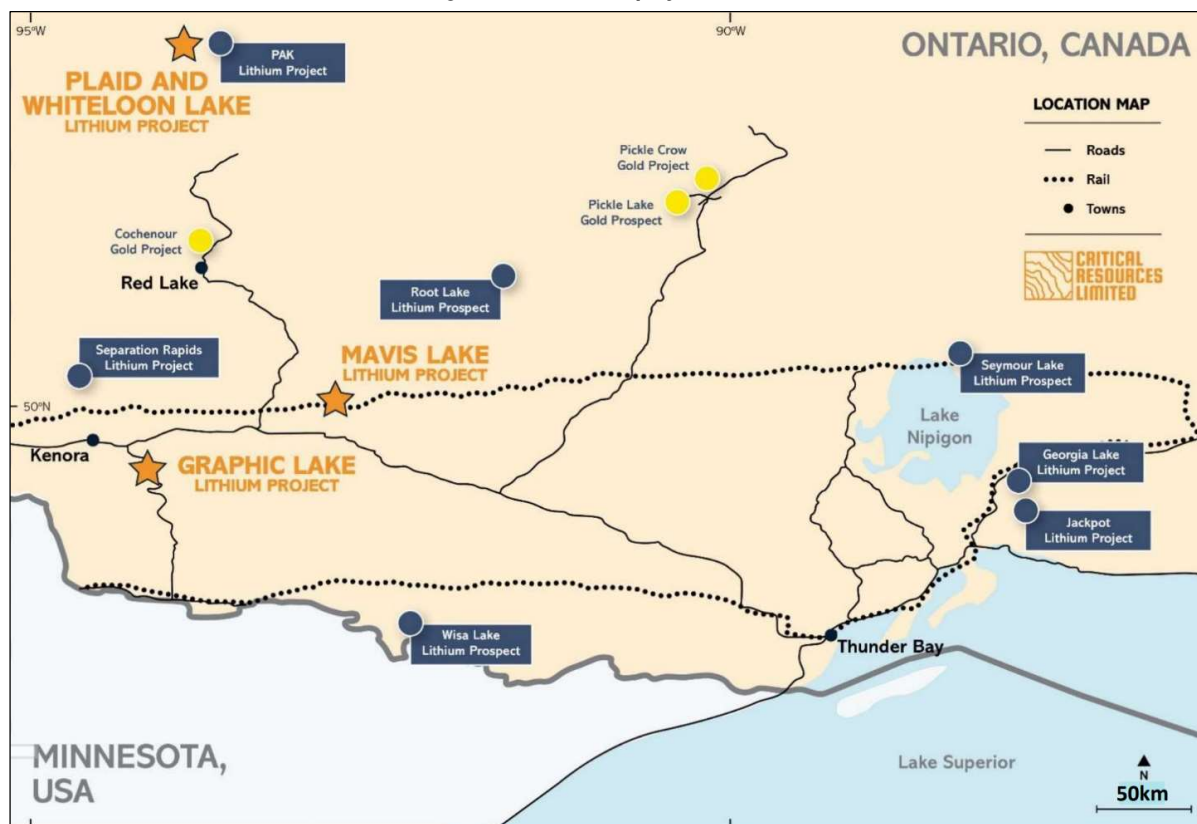 95°W
90°W
ONTARIO, CANADA
PAK
Lithium Project
PLAID AND
WHITELOON LAKE
LITHIUM PROJECT
LOCATION MAP
Roads
Rail
Towns
CRITICAL
RESOURCES
LIMITED
Pickle Crow
Gold Project
Pickle Lake
Gold Prospect
Cochenour
Gold Project
Red Lake
Root Lake
Lithium Prospect
Separation Rapids
Lithium Project
MAVIS LAKE
LITHIUM PROJECT
Seymour Lake
Lithium Prospect
50°N
Lake
Nipigon
Kenora
GRAPHIC LAKE
LITHIUM PROJECT
Georgia Lake
Lithium Project
Jackpot
Lithium Project
Wisa Lake
Lithium Prospect
Thunder Bay
MINNESOTA,
USA
Lake Superior
N
50km